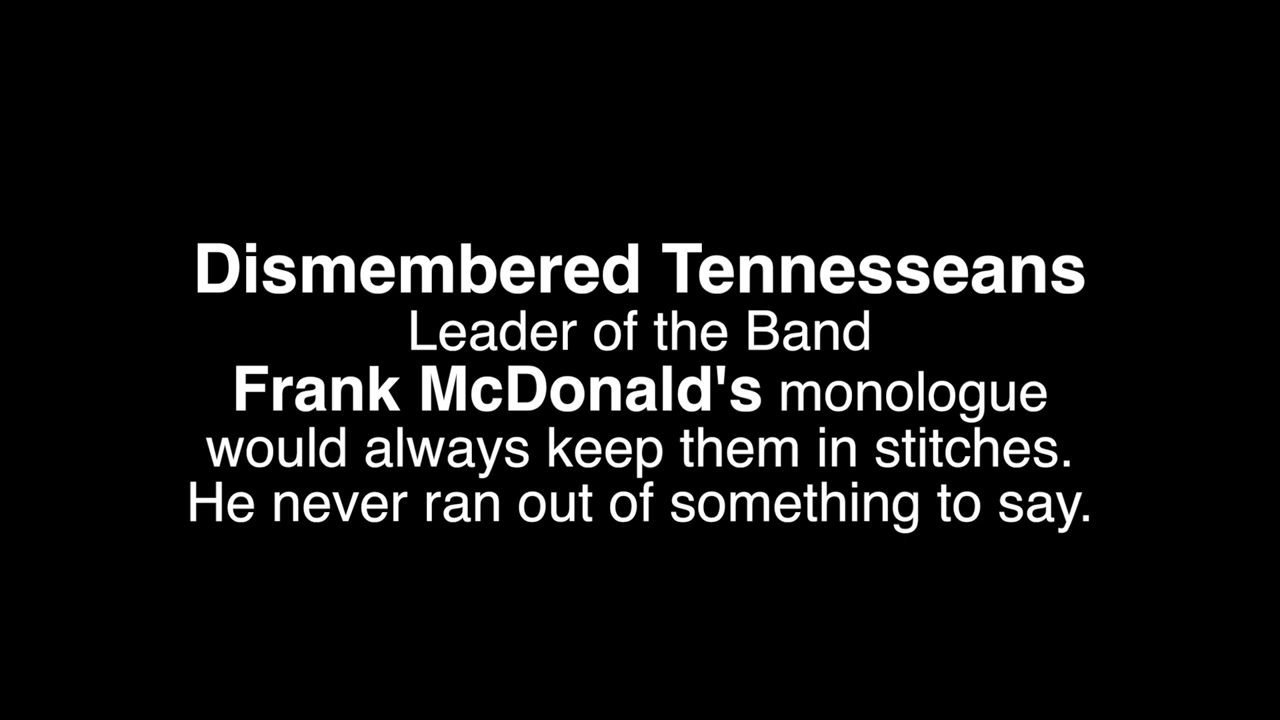 Dismembered Tennesseans
Leader of the Band
Frank McDonald's monologue
would always keep them in stitches.
He never ran out of something to say.